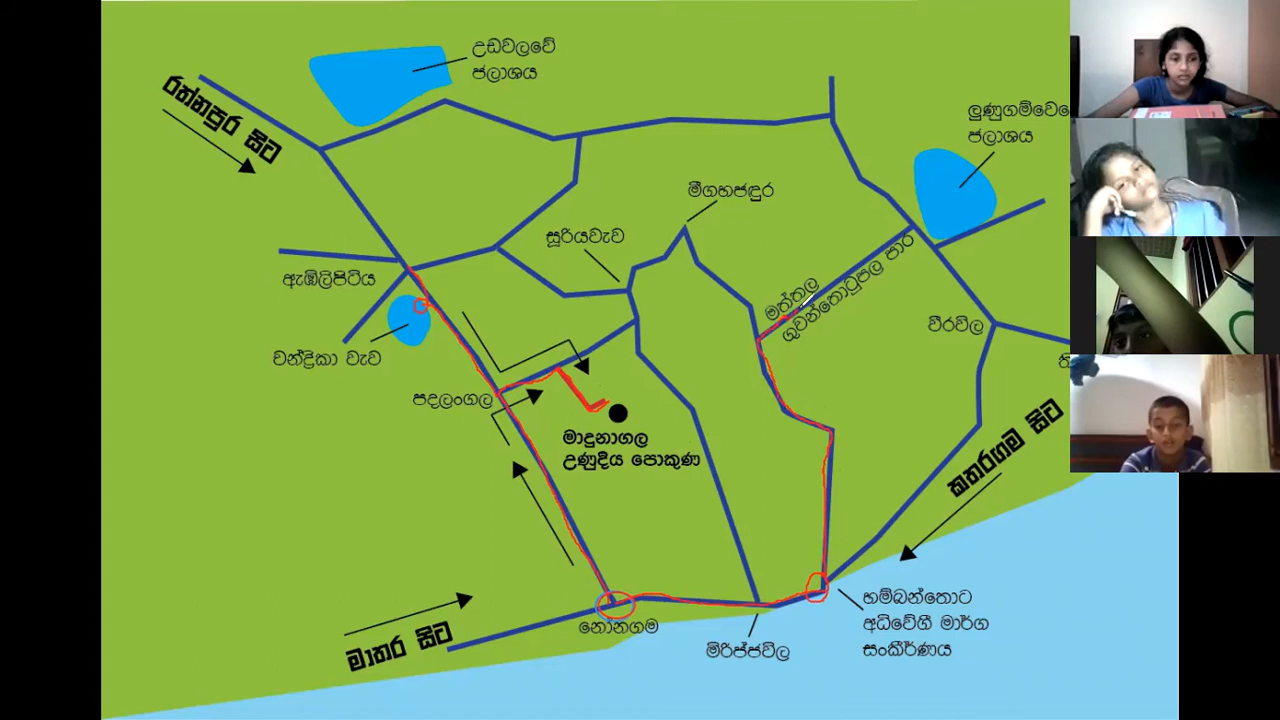 උඩවලවේ
ජලාශය
රත්නපුර සිට
ලුණුගම්වෙහෙ
ජලාශය
මීගහජඳුර
සූරියවැව
ඇඹිලිපිටිය
මත්තල
ගුවන්තොටුපල පාර
වීරවිල
චන්ද්‍රිකා වැව
පදලංගල
මාදුනාගල
උණුදිය පොකුණ
කතරගම සිට
හම්බන්තොට
අධිවේගී මාර්ග
සංකීර්ණය
නොනගම
මාතර සිට
මිරිජ්ජවිල